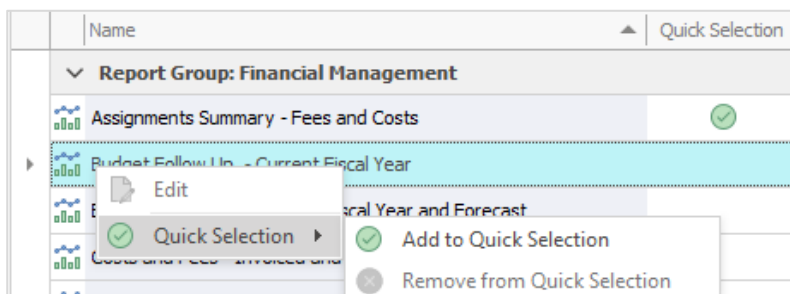 Name Quick Selection
Report Group: Financial Management
Assignments Summary - Fees and Costs
Budget Follow Up - Current Fiscal Year
Edit
Year and Forecast
Quick Selection
Add to Quick Selection
Costs and Fees - Invoiced and
Remove from Quick Selection